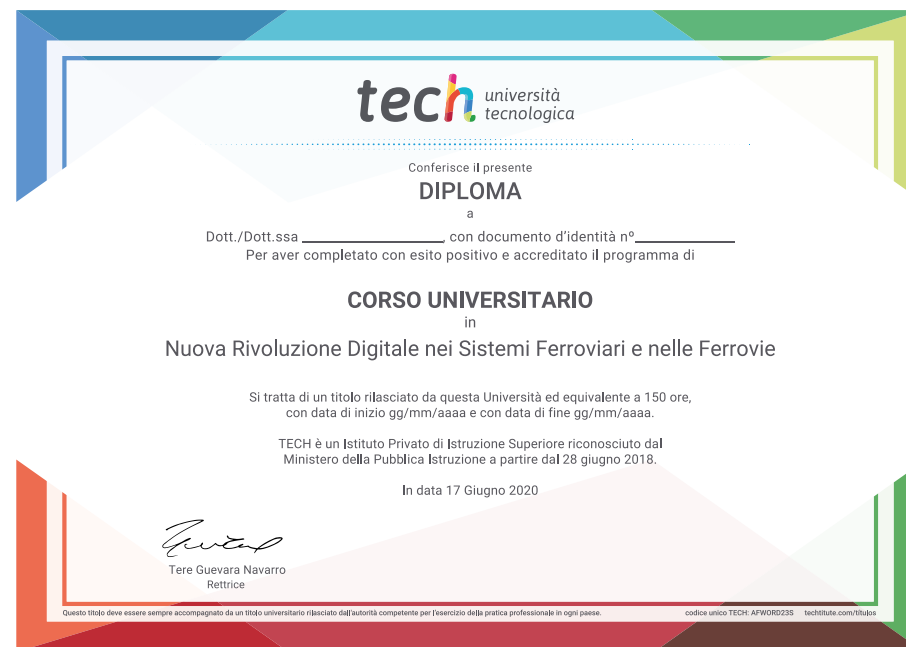 tech università
tecnologica
Conferisce il presente
DIPLOMA
a
Dott./Dott.ssa ____________________, con documento d'identità nº______________
Per aver completato con esito positivo e accreditato il programma di
CORSO UNIVERSITARIO
in
Nuova Rivoluzione Digitale nei Sistemi Ferroviari e nelle Ferrovie
Si tratta di un titolo rilasciato da questa Università ed equivalente a 150 ore,
con data di inizio gg/mm/aaaa e con data di fine gg/mm/aaaa.
TECH è un Istituto Privato di Istruzione Superiore riconosciuto dal
Ministero della Pubblica Istruzione a partire dal 28 giugno 2018.
In data 17 Giugno 2020
Tere Guevara Navarro
Rettrice
Questo titolo deve essere sempre accompagnato da un titolo universitario rilasciato dall'autorità competente per l'esercizio della pratica professionale in ogni paese. codice unico TECH: AFWORD23S techtitute.com/titulos